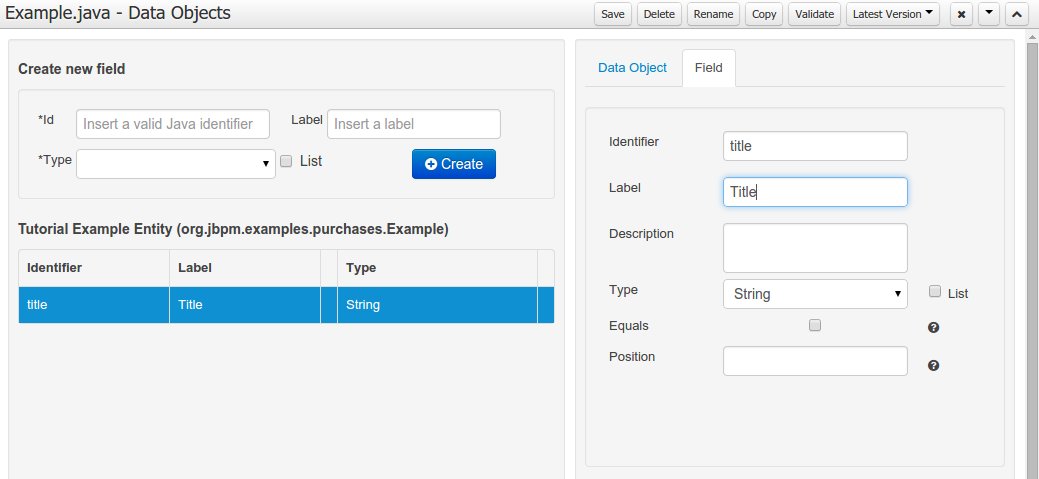 Example.java - Data Objects
Save Delete Rename Copy Validate Latest Version
Create new field
*Id Insert a valid Java identifier Label Insert a label
*Type List Create
Tutorial Example Entity (org.jbpm.examples.purchases.Example)
Identifier Label Type
title Title String
Data Object Field
Identifier title
Label Title
Description
Type String List
Equals
Position